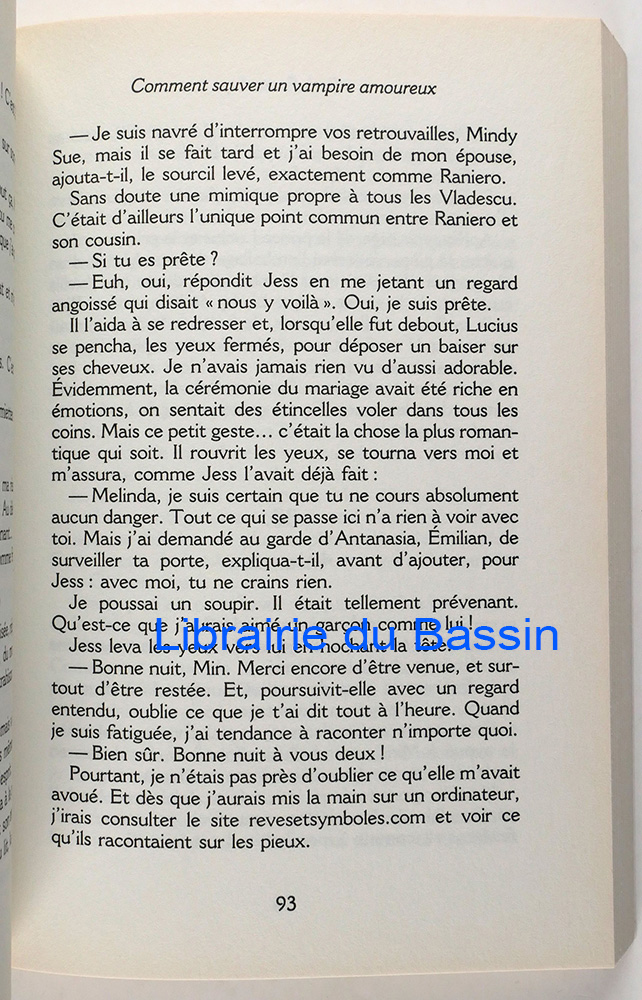 Comment sauver un vampire amoureux
— Je suis navré d'interrompre vos retrouvailles, Mindy
Sue, mais il se fait tard et j'ai besoin de mon épouse,
ajouta-t-il, le sourcil levé, exactement comme Raniero.
Sans doute une mimique propre à tous les Vladescu.
C'était d'ailleurs l'unique point commun entre Raniero et
son cousin.
— Si tu es prête ?
— Euh, oui, répondit Jess en me jetant un regard
angoissé qui disait « nous y voilà ». Oui, je suis prête.
Il l'aida à se redresser et, lorsqu'elle fut debout, Lucius
se pencha, les yeux fermés, pour déposer un baiser sur
ses cheveux. Je n'avais jamais rien vu d'aussi adorable.
Évidemment, la cérémonie du mariage avait été riche en
émotions, on sentait des étincelles voler dans tous les
coins. Mais ce petit geste... c'était la chose la plus roman-
tique qui soit. Il rouvrit les yeux, se tourna vers moi et
m'assura, comme Jess l'avait déjà fait :
— Melinda, je suis certain que tu ne cours absolument
aucun danger. Tout ce qui se passe ici n'a rien à voir avec
toi. Mais j'ai demandé au garde d'Antanasia, Émilian, de
surveiller ta porte, expliqua-t-il, avant d'ajouter, pour
Jess : avec moi, tu ne crains rien.
Je poussai un soupir. Il était tellement prévenant.
Qu'est-ce que j'aurais aimé un garçon comme lui !
Librairie du Bassin
Jess leva les yeux vers lui en hochant la tête.
— Bonne nuit, Min. Merci encore d'être venue, et sur-
tout d'être restée. Et, poursuivit-elle avec un regard
entendu, oublie ce que je t'ai dit tout à l'heure. Quand
je suis fatiguée, j'ai tendance à raconter n'importe quoi.
— Bien sûr. Bonne nuit à vous deux !
Pourtant, je n'étais pas près d'oublier ce qu'elle m'avait
avoué. Et dès que j'aurais mis la main sur un ordinateur,
j'irais consulter le site revesetsymboles.com et voir ce
qu'ils racontaient sur les pieux.
93